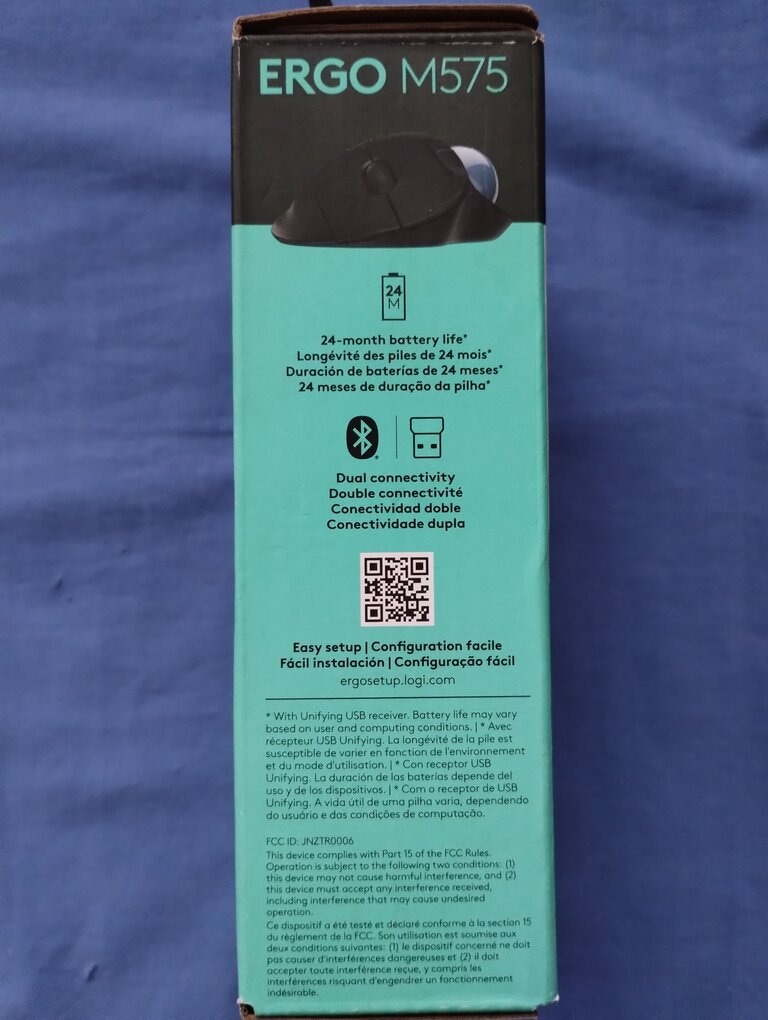 ERGO M575
24
M
24-month battery life*
Longévité des piles de 24 mois*
Duración de baterías de 24 meses*
24 meses de duração da pilha*
Dual connectivity
Double connectivité
Conectividad doble
Conectividade dupla
Easy setup | Configuration facile
Fácil instalación | Configuração fácil
ergosetup.logi.com
* With Unifying USB receiver. Battery life may vary
based on user and computing conditions. | * Avec
récepteur USB Unifying. La longévité de la pile est
susceptible de varier en fonction de l'environnement
et du mode d'utilisation. | * Con receptor USB
Unifying. La duración de las baterías depende del
uso y de los dispositivos. | * Com o receptor de USB
Unifying. A vida útil de uma pilha varia, dependendo
do usuário e das condições de computação.
FCC ID: JNZTR0006
This device complies with Part 15 of the FCC Rules.
Operation is subject to the following two conditions: (1)
this device may not cause harmful interference, and (2)
this device must accept any interference received,
including interference that may cause undesired
operation.
Ce dispositif a été testé et déclaré conforme à la section 15
du règlement de la FCC. Son utilisation est soumise aux
deux conditions suivantes: (1) le dispositif concerné ne doit
pas causer d'interférences dangereuses et (2) il doit
accepter toute interférence reçue, y compris les
interférences risquant d'engendrer un fonctionnement
indésirable.